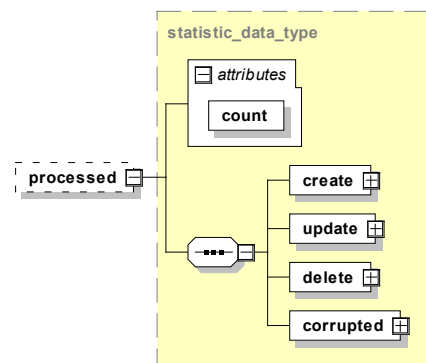 statistic_data_type
attributes
count
processed
create
update
delete
corrupted